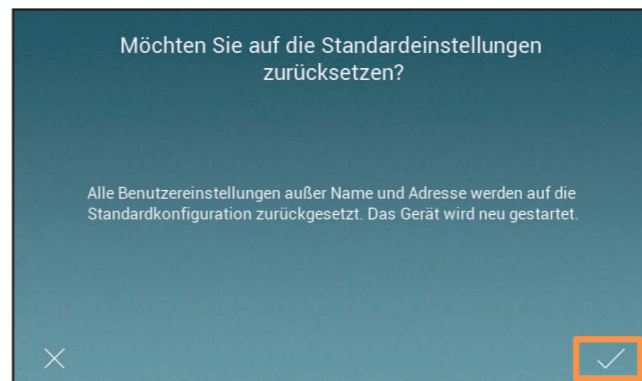 Möchten Sie auf die Standardeinstellungen
zurücksetzen?
Alle Benutzereinstellungen außer Name und Adresse werden auf die
Standardkonfiguration zurückgesetzt. Das Gerät wird neu gestartet.